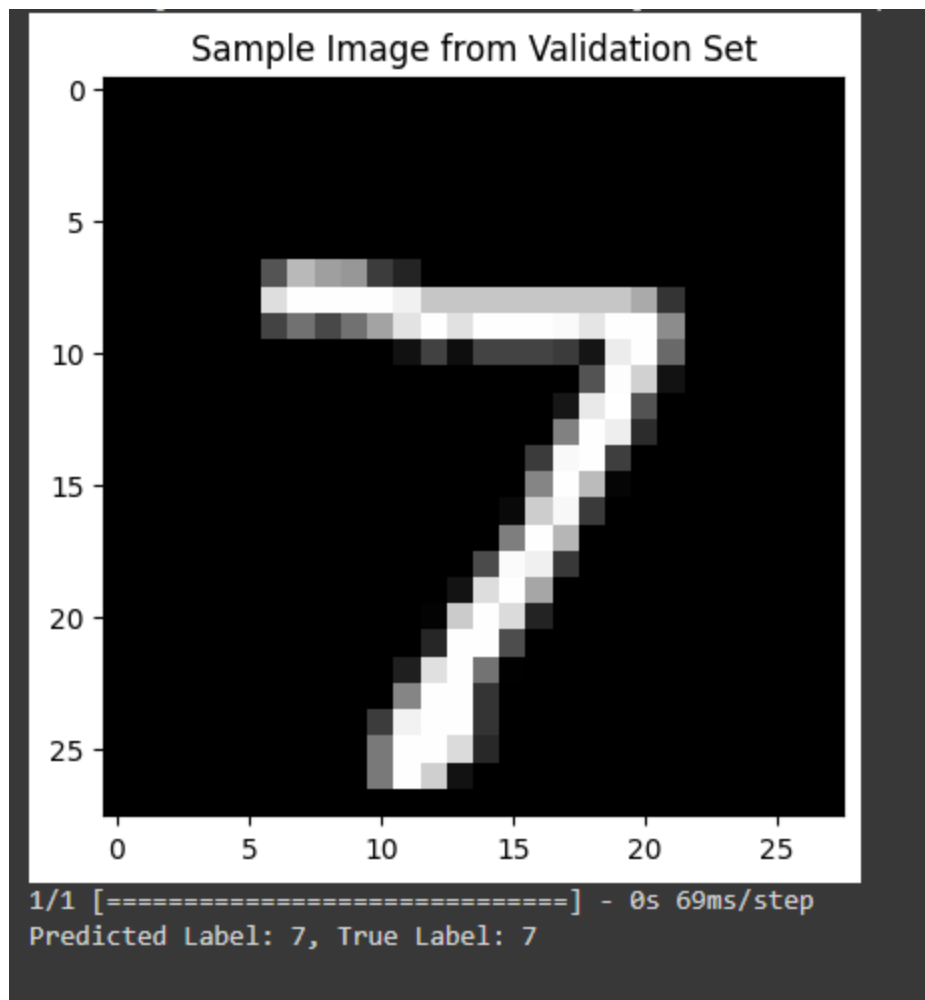 Sample Image from Validation Set
0
5
10
15
20
25
7
0 5 10 15 20 25
1/1 [==============================] - 0s 69ms/step
Predicted Label: 7, True Label: 7